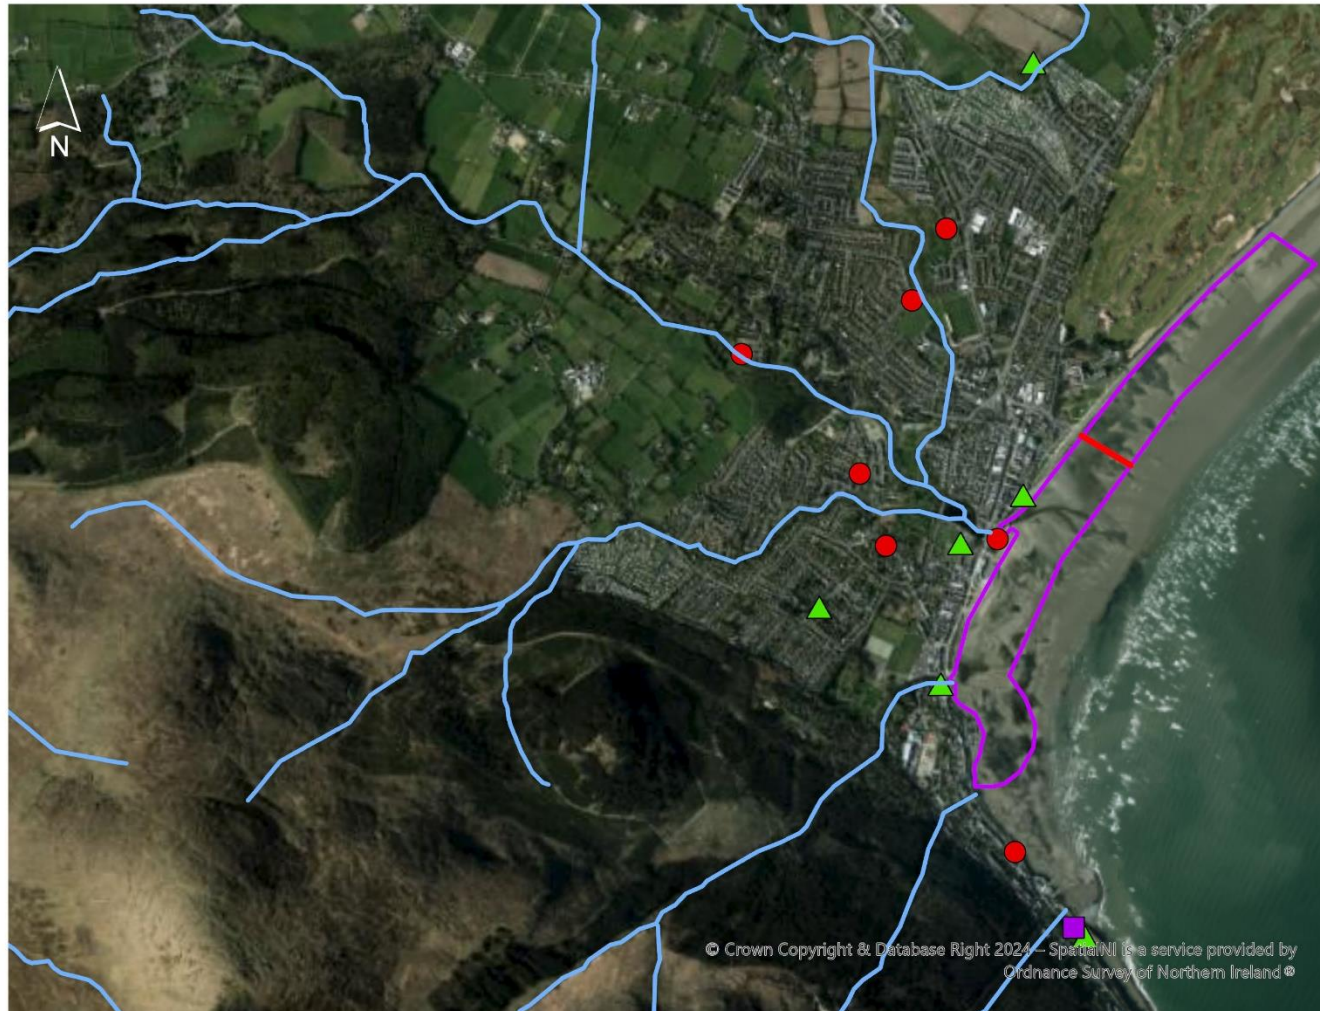 N
© Crown Copyright & Database Right 2024 – SpatialNI is a service provided by
Ordnance Survey of Northern Ireland ®